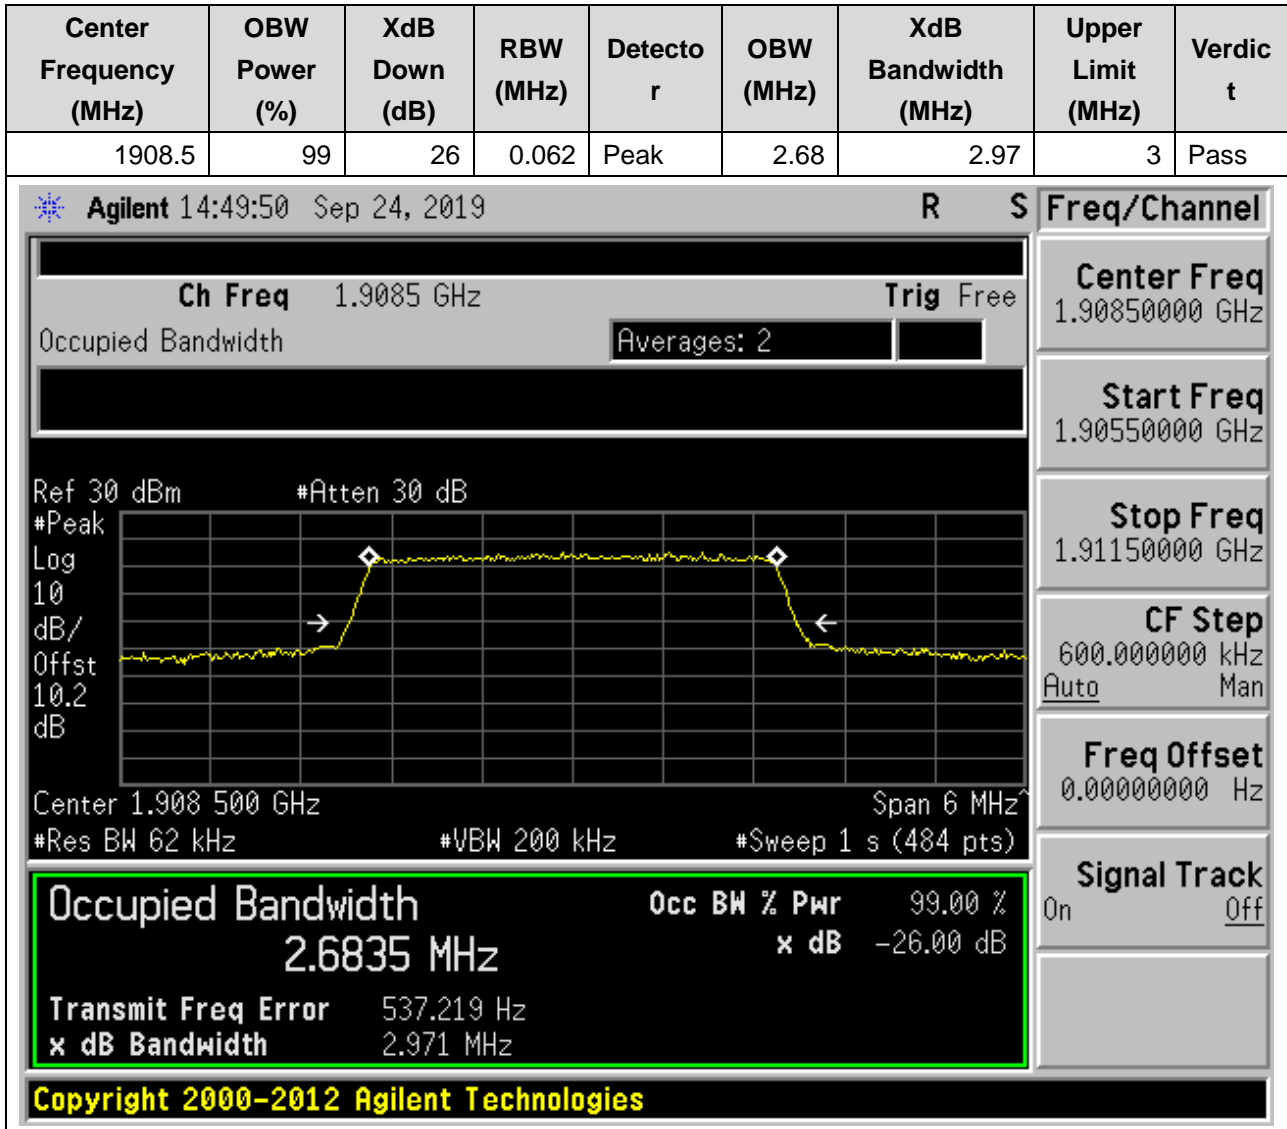 Center Frequency (MHz) OBW Power (%) XdB Down (dB) RBW (MHz) Detecto r OBW (MHz) XdB Bandwidth (MHz) Upper Limit (MHz) Verdic t
1908.5 99 26 0.062 Peak 2.68 2.97 3 Pass
Agilent 14:49:50 Sep 24, 2019 R S
Ch Freq 1.9085 GHz Trig Free
Occupied Bandwidth Averages: 2
Ref 30 dBm #Atten 30 dB
#Peak
Log
10
dB/
Offst
10.2
dB
Center 1.908 500 GHz Span 6 MHz^
#Res BW 62 kHz #VBW 200 kHz #Sweep 1 s (484 pts)
Occupied Bandwidth Occ BW % Pwr 99.00 %
2.6835 MHz x dB -26.00 dB
Transmit Freq Error 537.219 Hz
x dB Bandwidth 2.971 MHz
Copyright 2000-2012 Agilent Technologies
Freq/Channel
Center Freq
1.90850000 GHz
Start Freq
1.90550000 GHz
Stop Freq
1.91150000 GHz
CF Step
600.000000 kHz
Auto Man
Freq Offset
0.00000000 Hz
Signal Track
On Off